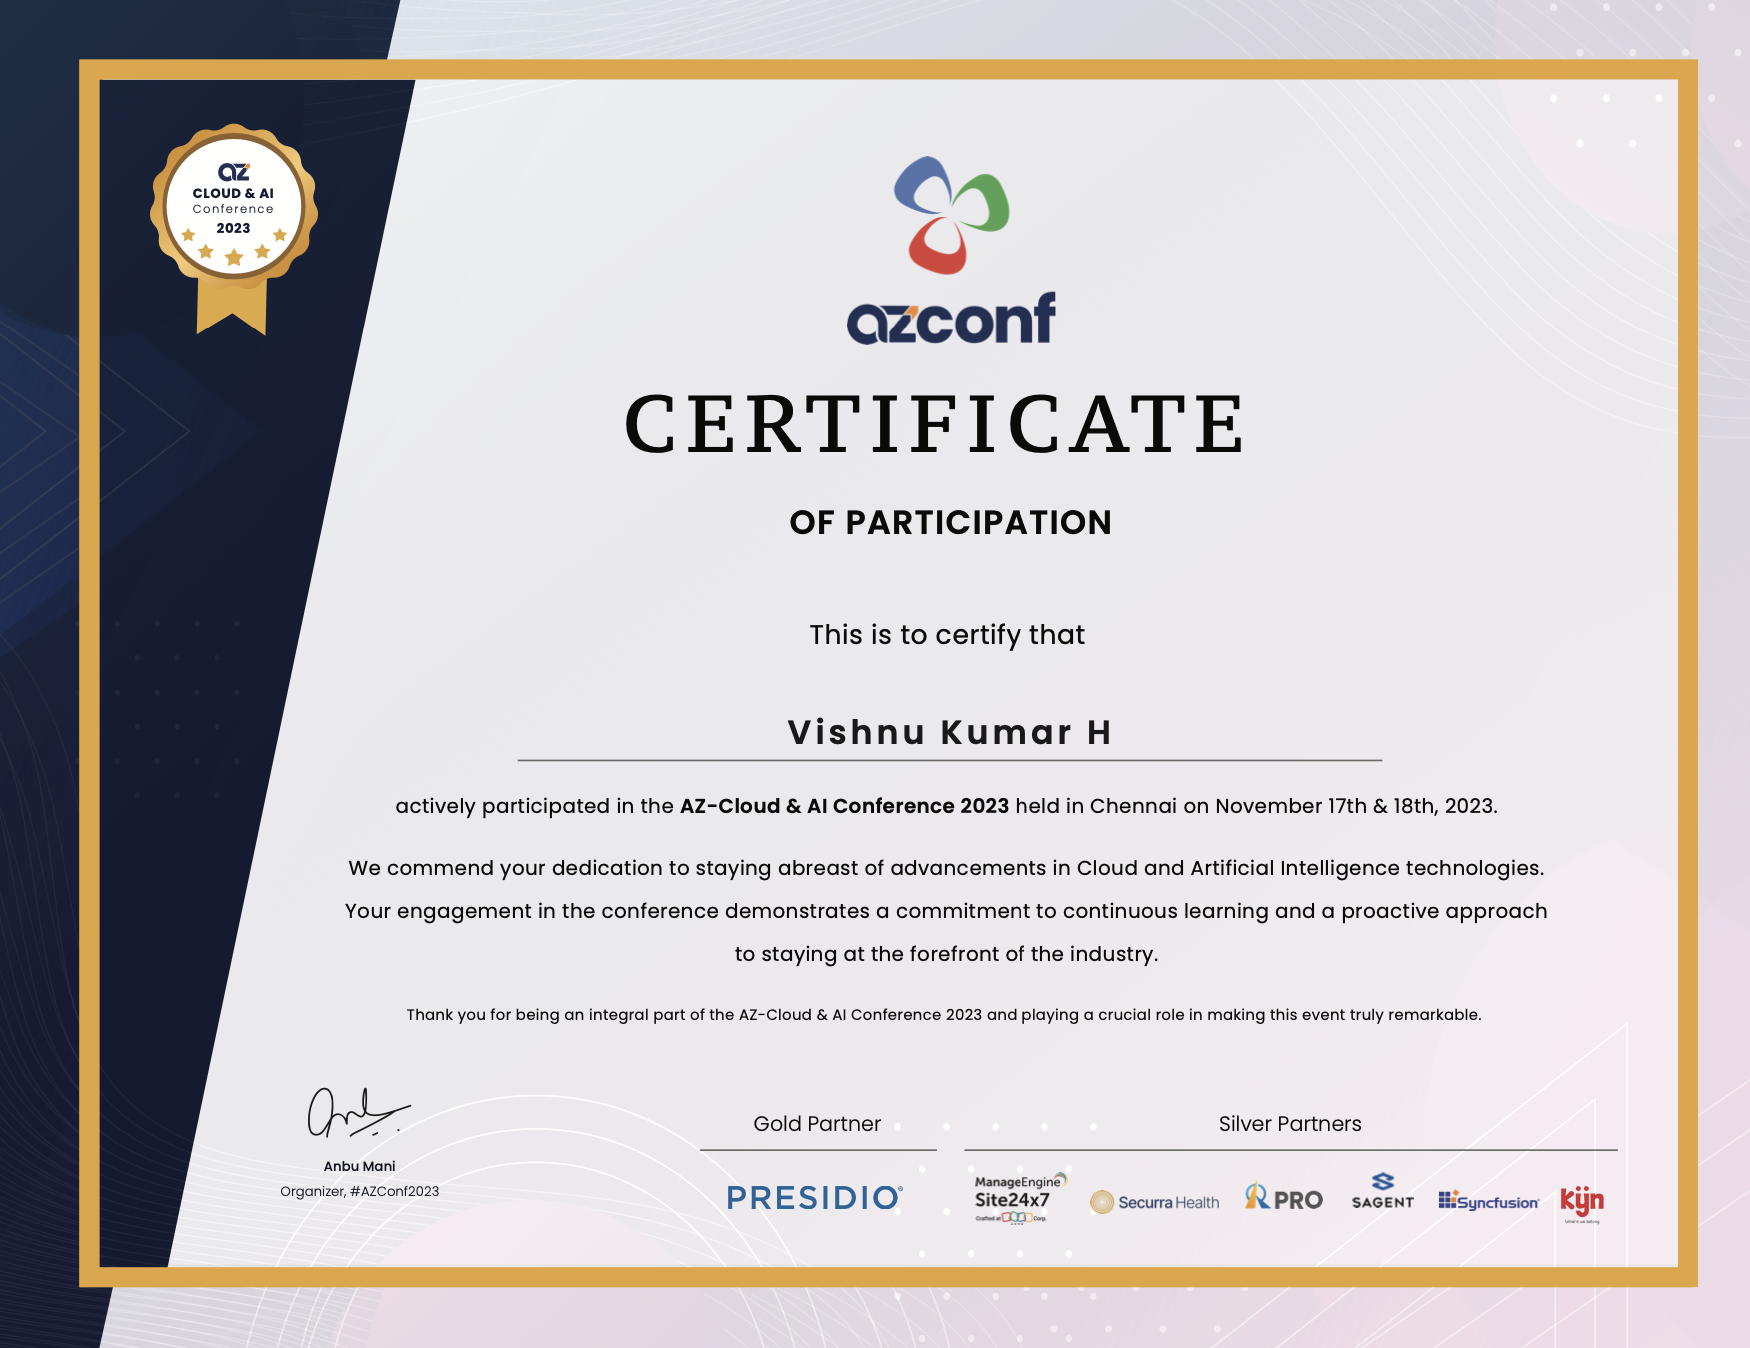 az
CLOUD & AI
Conference
2023
azconf
CERTIFICATE
OF PARTICIPATION
This is to certify that
Vishnu Kumar H
actively participated in the AZ-Cloud & AI Conference 2023 held in Chennai on November 17th & 18th, 2023.
We commend your dedication to staying abreast of advancements in Cloud and Artificial Intelligence technologies.
Your engagement in the conference demonstrates a commitment to continuous learning and a proactive approach
to staying at the forefront of the industry.
Thank you for being an integral part of the AZ-Cloud & AI Conference 2023 and playing a crucial role in making this event truly remarkable.
Anbu Mani
Organizer, #AZConf2023
Gold Partner
PRESIDIO®
Silver Partners
ManageEngine
Site24x7
Crafted at ZOHO Corp.
Securra Health
PRO
SAGENT
Syncfusion
kijn